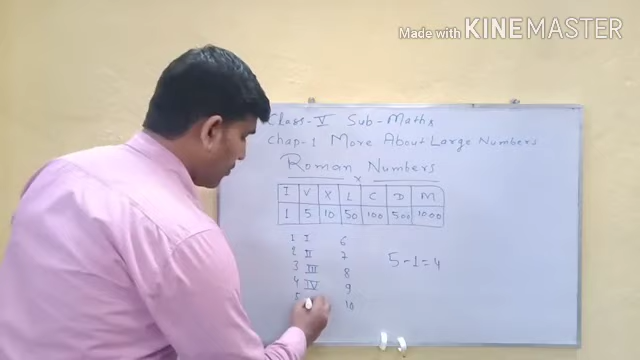 Made with KINEMASTER
Class-V Sub-Maths
Chap-1 More About Large Numbers
Roman Numbers
x
I V X L C D M
1 5 10 50 100 500 1000
1 I 6
2 II 7
3 III 8
4 IV 9
5 10
5-1=4